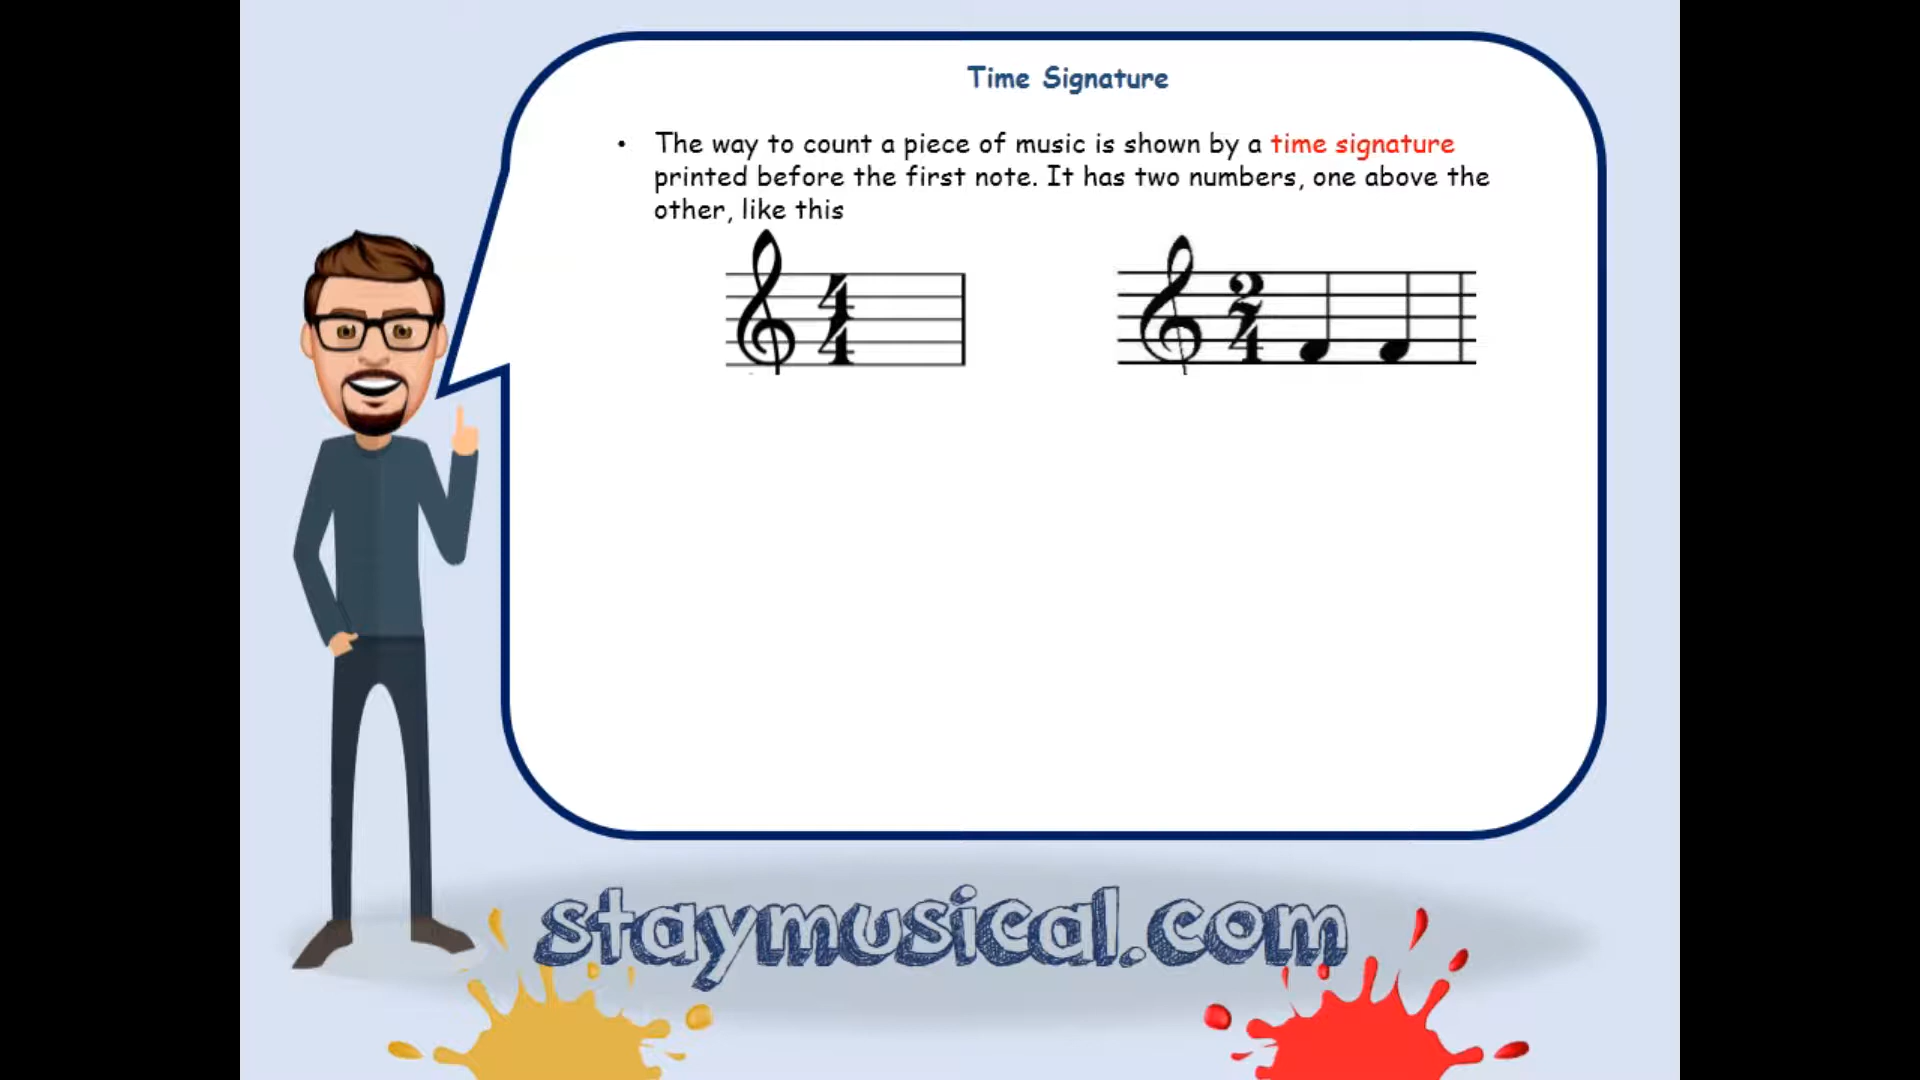 Time Signature
• The way to count a piece of music is shown by a time signature
printed before the first note. It has two numbers, one above the
other, like this
4
4
2
4
staymusical.com